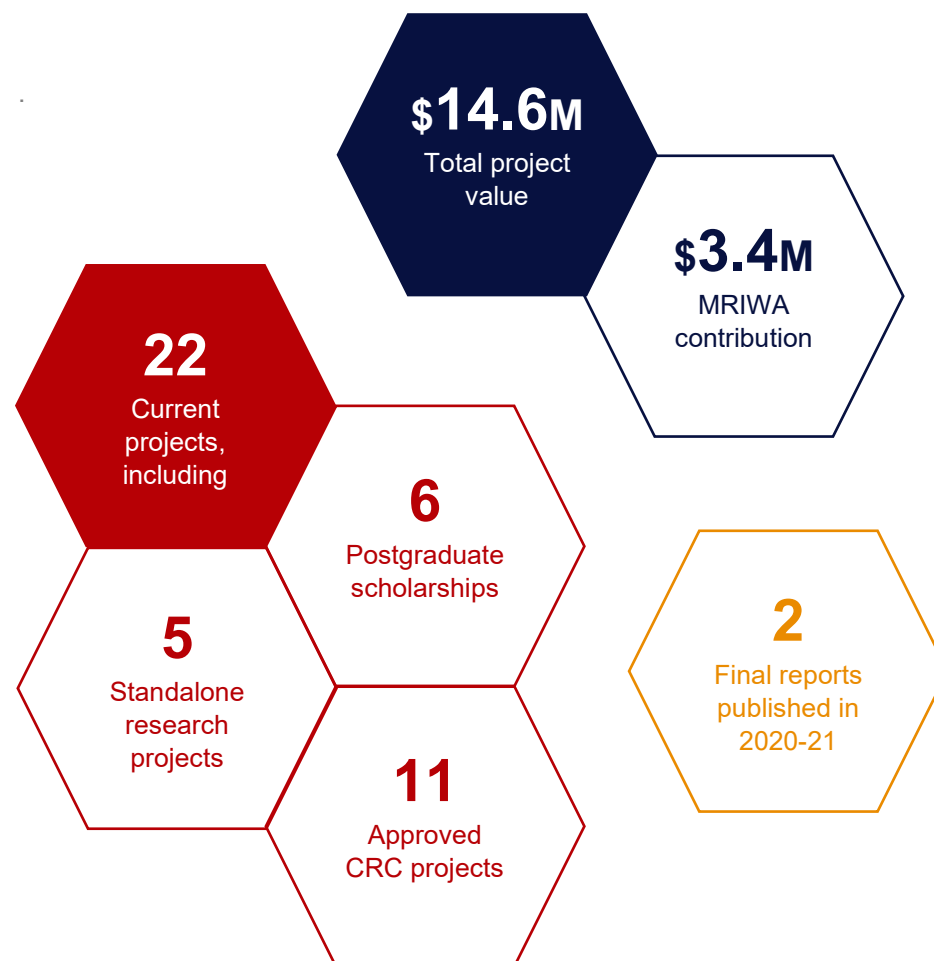 $14.6M
Total project
value
$3.4M
MRIWA
contribution
22
Current
projects,
including
6
Postgraduate
scholarships
5
Standalone
research
projects
2
Final reports
published in
2020-21
11
Approved
CRC projects